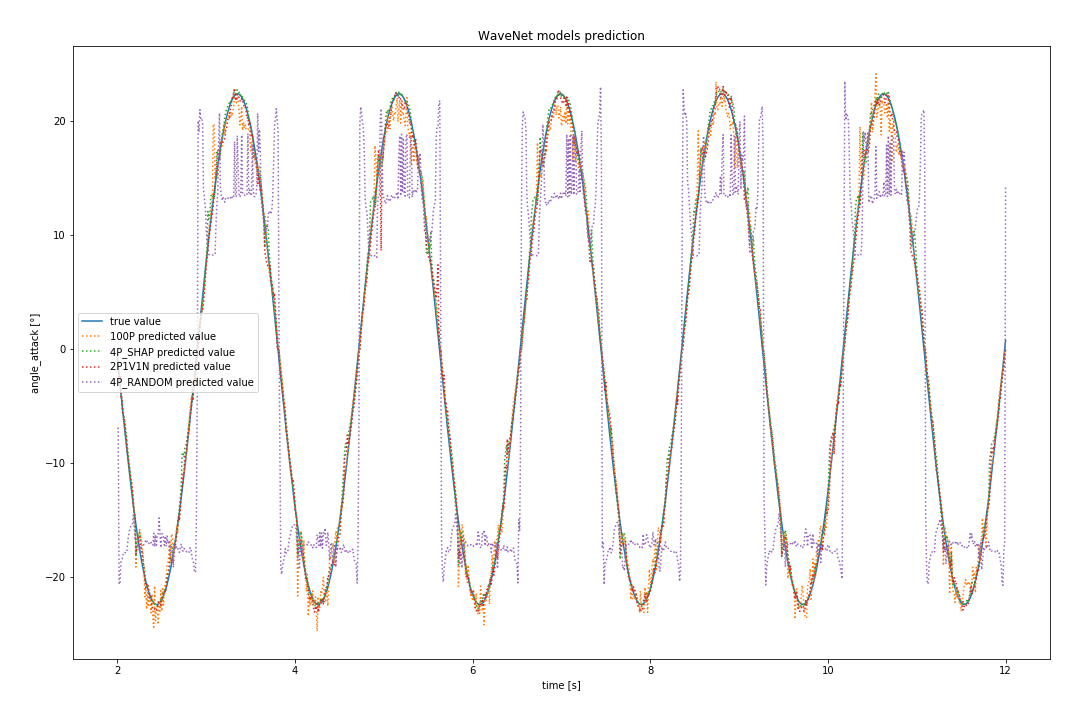 WaveNet models prediction
angle_attack [°]
20
10
0
−10
−20
true value
100P predicted value
4P_SHAP predicted value
2P1V1N predicted value
4P_RANDOM predicted value
2
4
6
8
10
12
time [s]